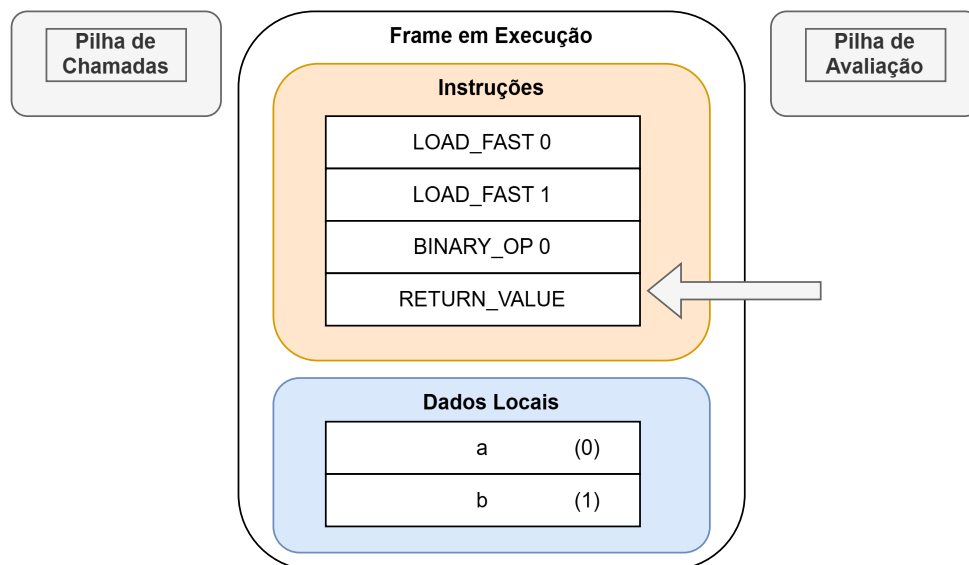 Pilha de
Chamadas
Frame em Execução
Pilha de
Avaliação
Instruções
LOAD_FAST 0
LOAD_FAST 1
BINARY_OP 0
RETURN_VALUE
Dados Locais
a (0)
b (1)